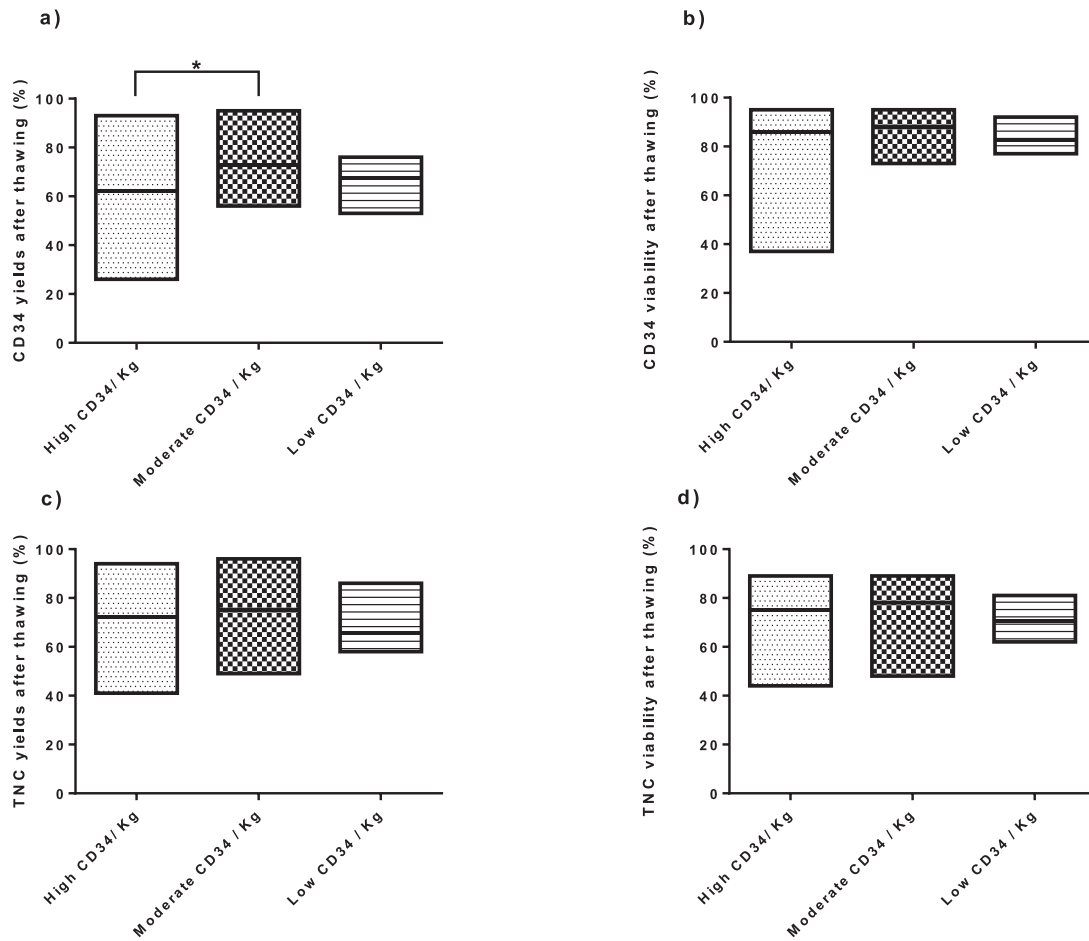 a)
*
CD34 yields after thawing (%)
100
80
60
40
20
0
High CD34/ Kg
Moderate CD34 / Kg
Low CD34 / Kg
b)
CD34 viability after thawing (%)
100
80
60
40
20
0
High CD34/ Kg
Moderate CD34 / Kg
Low CD34 / Kg
c)
TNC yields after thawing (%)
100
80
60
40
20
0
High CD34/ Kg
Moderate CD34 / Kg
Low CD34 / Kg
d)
TNC viability after thawing (%)
100
80
60
40
20
0
High CD34/ Kg
Moderate CD34 / Kg
Low CD34 / Kg